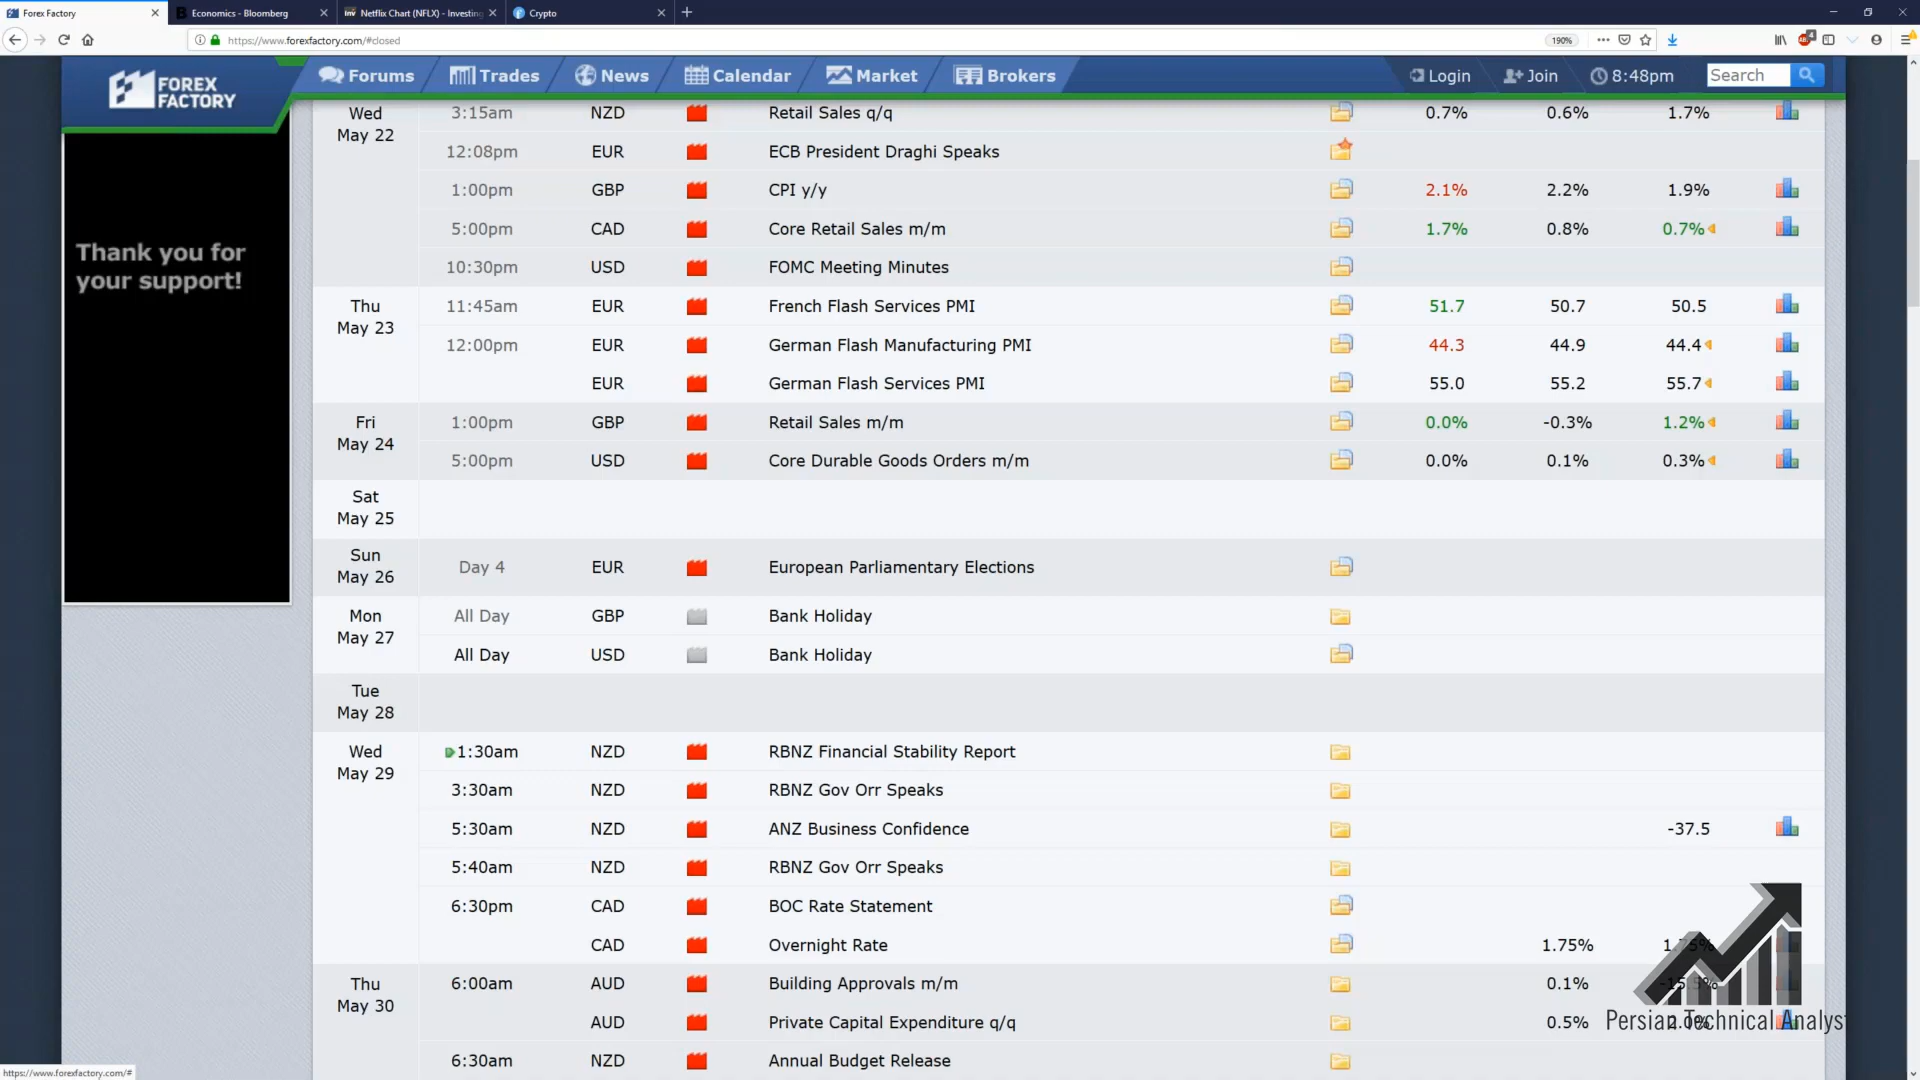 Forex Factory
Economics - Bloomberg
Netflix Chart (NFLX) - Investing
Crypto
https://www.forexfactory.com/#closed
190%
FOREX FACTORY
Forums
Trades
News
Calendar
Market
Brokers
Login
Join
8:48pm
Search
Thank you for
your support!
Wed 3:15am NZD Retail Sales q/q 0.7% 0.6% 1.7%
May 22
12:08pm EUR ECB President Draghi Speaks
1:00pm GBP CPI y/y 2.1% 2.2% 1.9%
5:00pm CAD Core Retail Sales m/m 1.7% 0.8% 0.7%
10:30pm USD FOMC Meeting Minutes
Thu 11:45am EUR French Flash Services PMI 51.7 50.7 50.5
May 23
12:00pm EUR German Flash Manufacturing PMI 44.3 44.9 44.4
EUR German Flash Services PMI 55.0 55.2 55.7
Fri 1:00pm GBP Retail Sales m/m 0.0% -0.3% 1.2%
May 24
5:00pm USD Core Durable Goods Orders m/m 0.0% 0.1% 0.3%
Sat
May 25
Sun
May 26
Day 4 EUR European Parliamentary Elections
Mon All Day GBP Bank Holiday
May 27
All Day USD Bank Holiday
Tue
May 28
Wed 1:30am NZD RBNZ Financial Stability Report
May 29
3:30am NZD RBNZ Gov Orr Speaks
5:30am NZD ANZ Business Confidence -37.5
5:40am NZD RBNZ Gov Orr Speaks
6:30pm CAD BOC Rate Statement
CAD Overnight Rate 1.75%
Thu 6:00am AUD Building Approvals m/m 0.1%
May 30
AUD Private Capital Expenditure q/q 0.5% 2.0%
6:30am NZD Annual Budget Release
Persian Technical Analyst
https://www.forexfactory.com/#